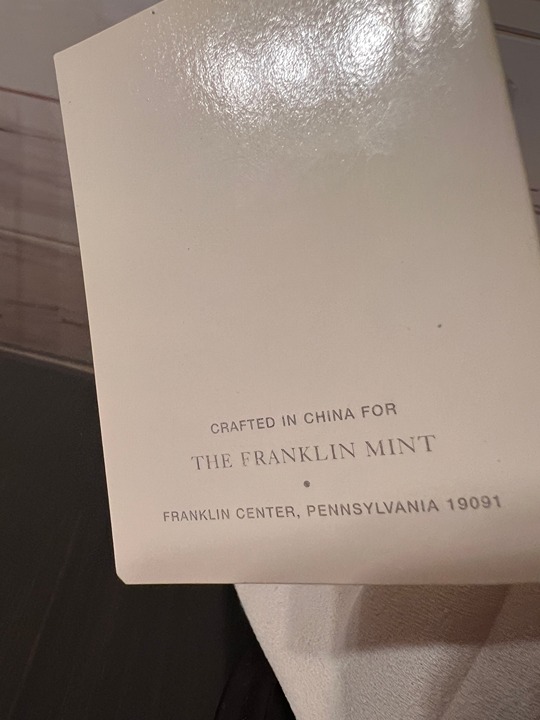 CRAFTED IN CHINA FOR
THE FRANKLIN MINT
•
FRANKLIN CENTER, PENNSYLVANIA 19091